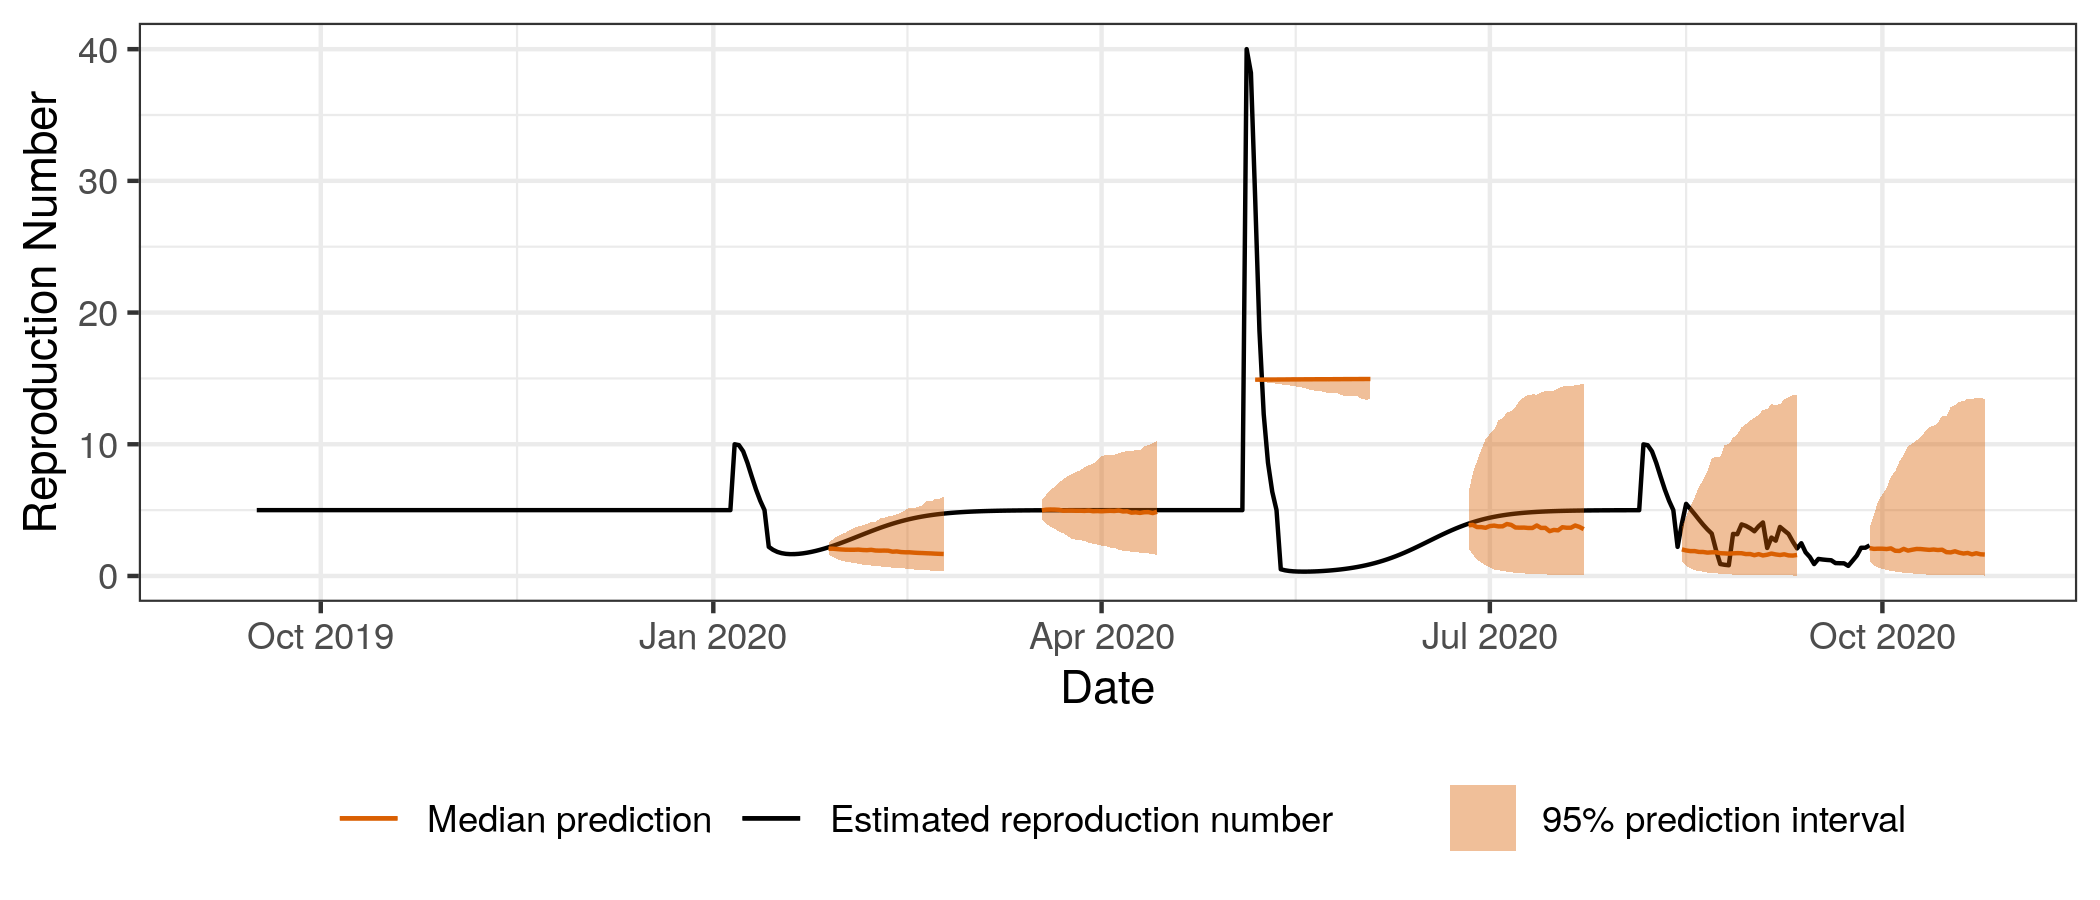 Reproduction Number
40
30
20
10
0
Oct 2019 Jan 2020 Apr 2020 Jul 2020 Oct 2020
Date
Median prediction Estimated reproduction number 95% prediction interval